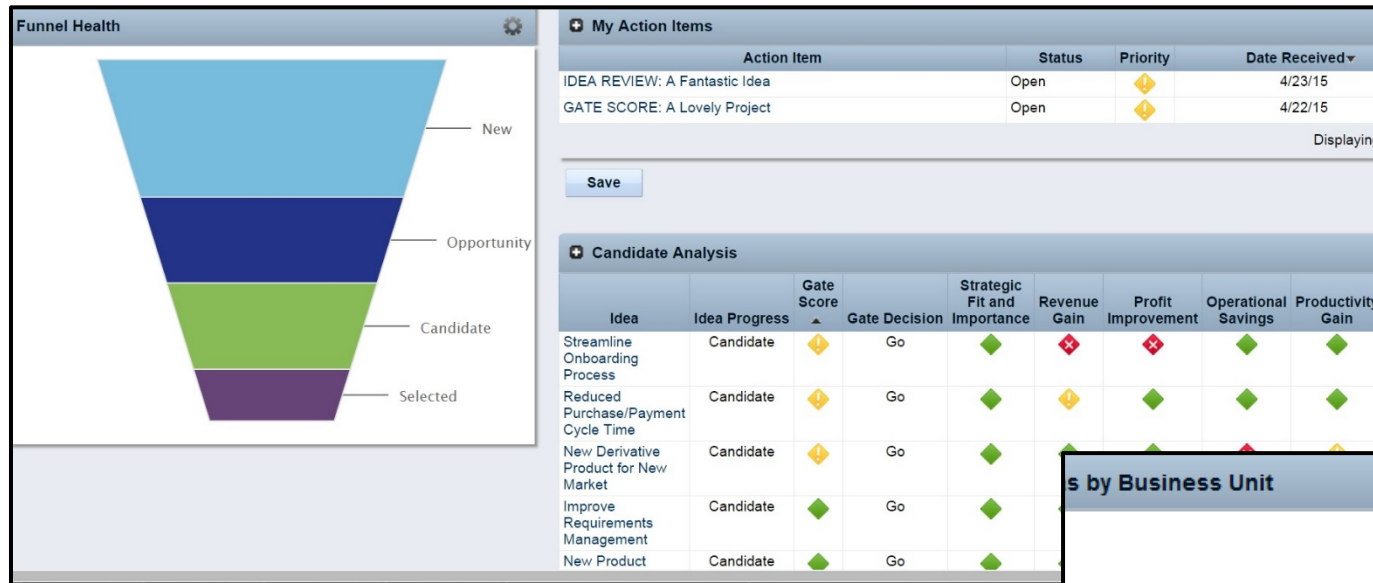 Funnel Health
New
Opportunity
Candidate
Selected
My Action Items
Action Item Status Priority Date Received
IDEA REVIEW: A Fantastic Idea Open 4/23/15
GATE SCORE: A Lovely Project Open 4/22/15
Displaying
Save
Candidate Analysis
Idea Idea Progress Gate Score Gate Decision Strategic Fit and Importance Revenue Gain Profit Improvement Operational Savings Productivity Gain
Streamline Candidate Go
Onboarding
Process
Reduced Candidate Go
Purchase/Payment
Cycle Time
New Derivative Candidate Go
Product for New
Market
Improve Candidate Go
Requirements
Management
New Product Candidate Go
s by Business Unit